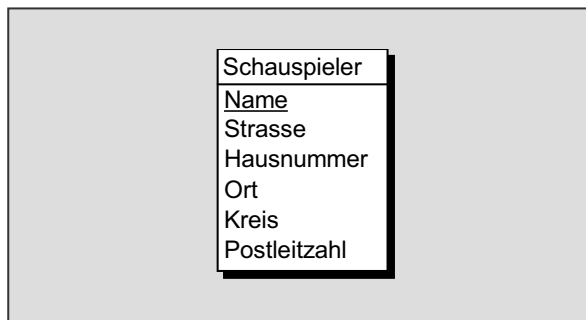 Schauspieler
Name
Strasse
Hausnummer
Ort
Kreis
Postleitzahl